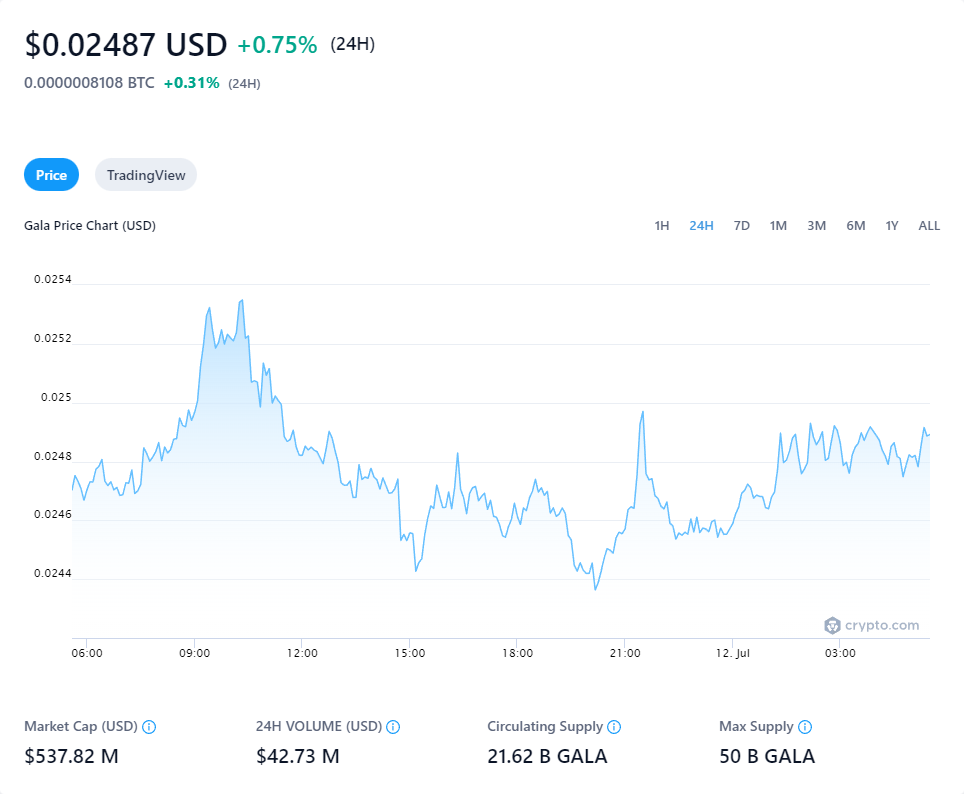 $0.02487 USD +0.75% (24H)
0.0000008108 BTC +0.31% (24H)
Price TradingView
Gala Price Chart (USD) 1H 24H 7D 1M 3M 6M 1Y ALL
0.0254
0.0252
0.025
0.0248
0.0246
0.0244
crypto.com
06:00 09:00 12:00 15:00 18:00 21:00 12. Jul 03:00
Market Cap (USD) 24H VOLUME (USD) Circulating Supply Max Supply
$537.82 M $42.73 M 21.62 B GALA 50 B GALA